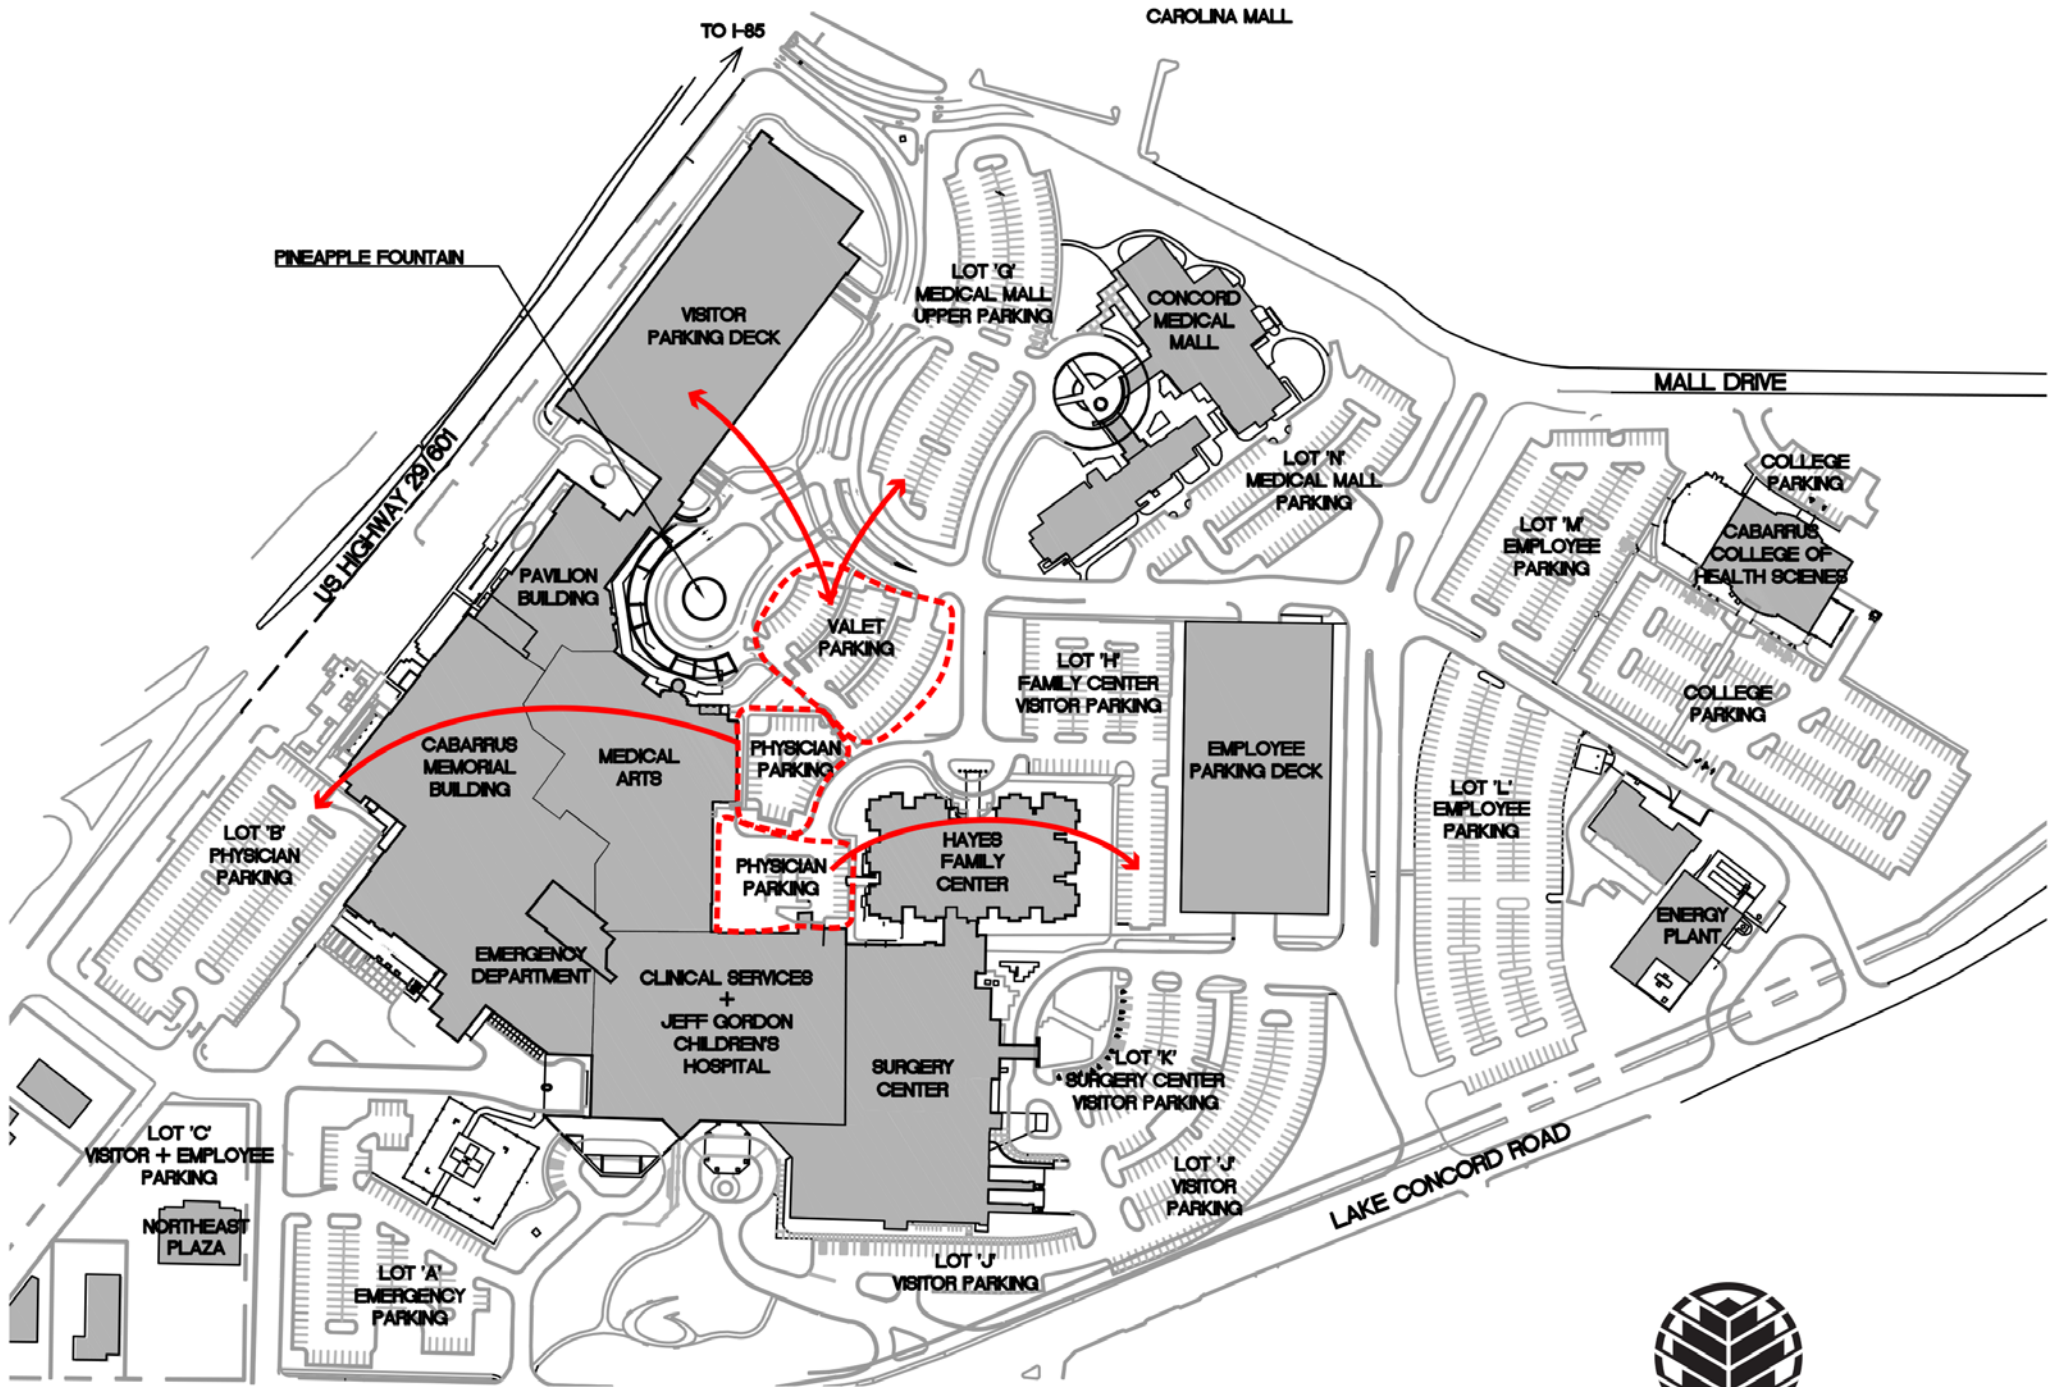 CAROLINA MALL
TO I-85
PINEAPPLE FOUNTAIN
VISITOR
PARKING DECK
LOT 'G'
MEDICAL MALL
UPPER PARKING
CONCORD
MEDICAL
MALL
MALL DRIVE
US HIGHWAY 29/601
LOT 'N'
MEDICAL MALL
PARKING
COLLEGE
PARKING
LOT 'M'
EMPLOYEE
PARKING
CABARRUS
COLLEGE OF
HEALTH SCIENES
PAVILION
BUILDING
VALET
PARKING
LOT 'H'
FAMILY CENTER
VISITOR PARKING
COLLEGE
PARKING
CABARRUS
MEMORIAL
BUILDING
MEDICAL
ARTS
PHYSICIAN
PARKING
EMPLOYEE
PARKING DECK
LOT 'L'
EMPLOYEE
PARKING
LOT 'B'
PHYSICIAN
PARKING
PHYSICIAN
PARKING
HAYES
FAMILY
CENTER
ENERGY
PLANT
EMERGENCY
DEPARTMENT
CLINICAL SERVICES
+
JEFF GORDON
CHILDREN'S
HOSPITAL
SURGERY
CENTER
LOT 'K'
SURGERY CENTER
VISITOR PARKING
LOT 'C'
VISITOR + EMPLOYEE
PARKING
LOT 'J'
VISITOR
PARKING
LAKE CONCORD ROAD
NORTHEAST
PLAZA
LOT 'A'
EMERGENCY
PARKING
LOT 'J'
VISITOR PARKING